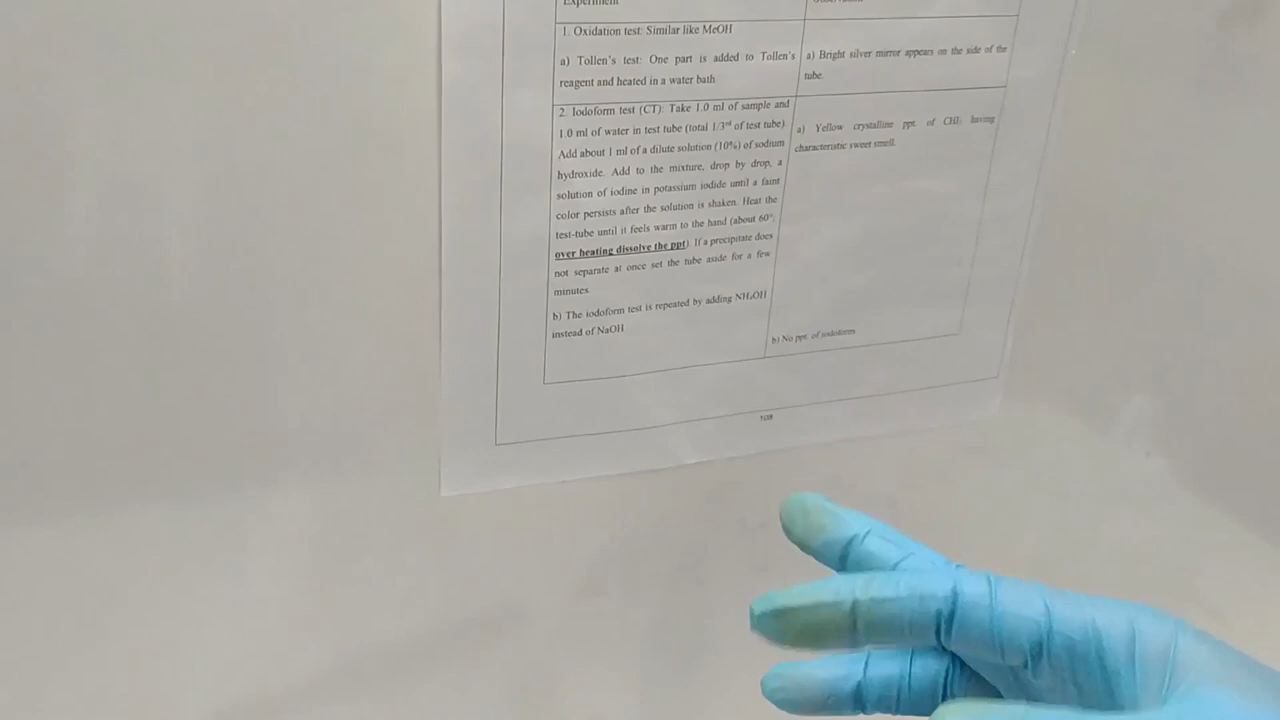 Experiment
1. Oxidation test: Similar like MeOH
a) Tollen's test: One part is added to Tollen's
reagent and heated in a water bath
a) Bright silver mirror appears on the side of the
tube.
2. Iodoform test (CT): Take 1.0 ml of sample and
1.0 ml of water in test tube (total 1/3rd of test tube)
Add about 1 ml of a dilute solution (10%) of sodium
hydroxide. Add to the mixture, drop by drop, a
solution of iodine in potassium iodide until a faint
color persists after the solution is shaken. Heat the
test-tube until it feels warm to the hand (about 60°,
over heating dissolve the ppt). If a precipitate does
not separate at once set the tube aside for a few
minutes.
b) The iodoform test is repeated by adding NH4OH
instead of NaOH
a) Yellow crystalline ppt. of CHI3 having
characteristic sweet smell.
b) No ppt. of iodoform
108